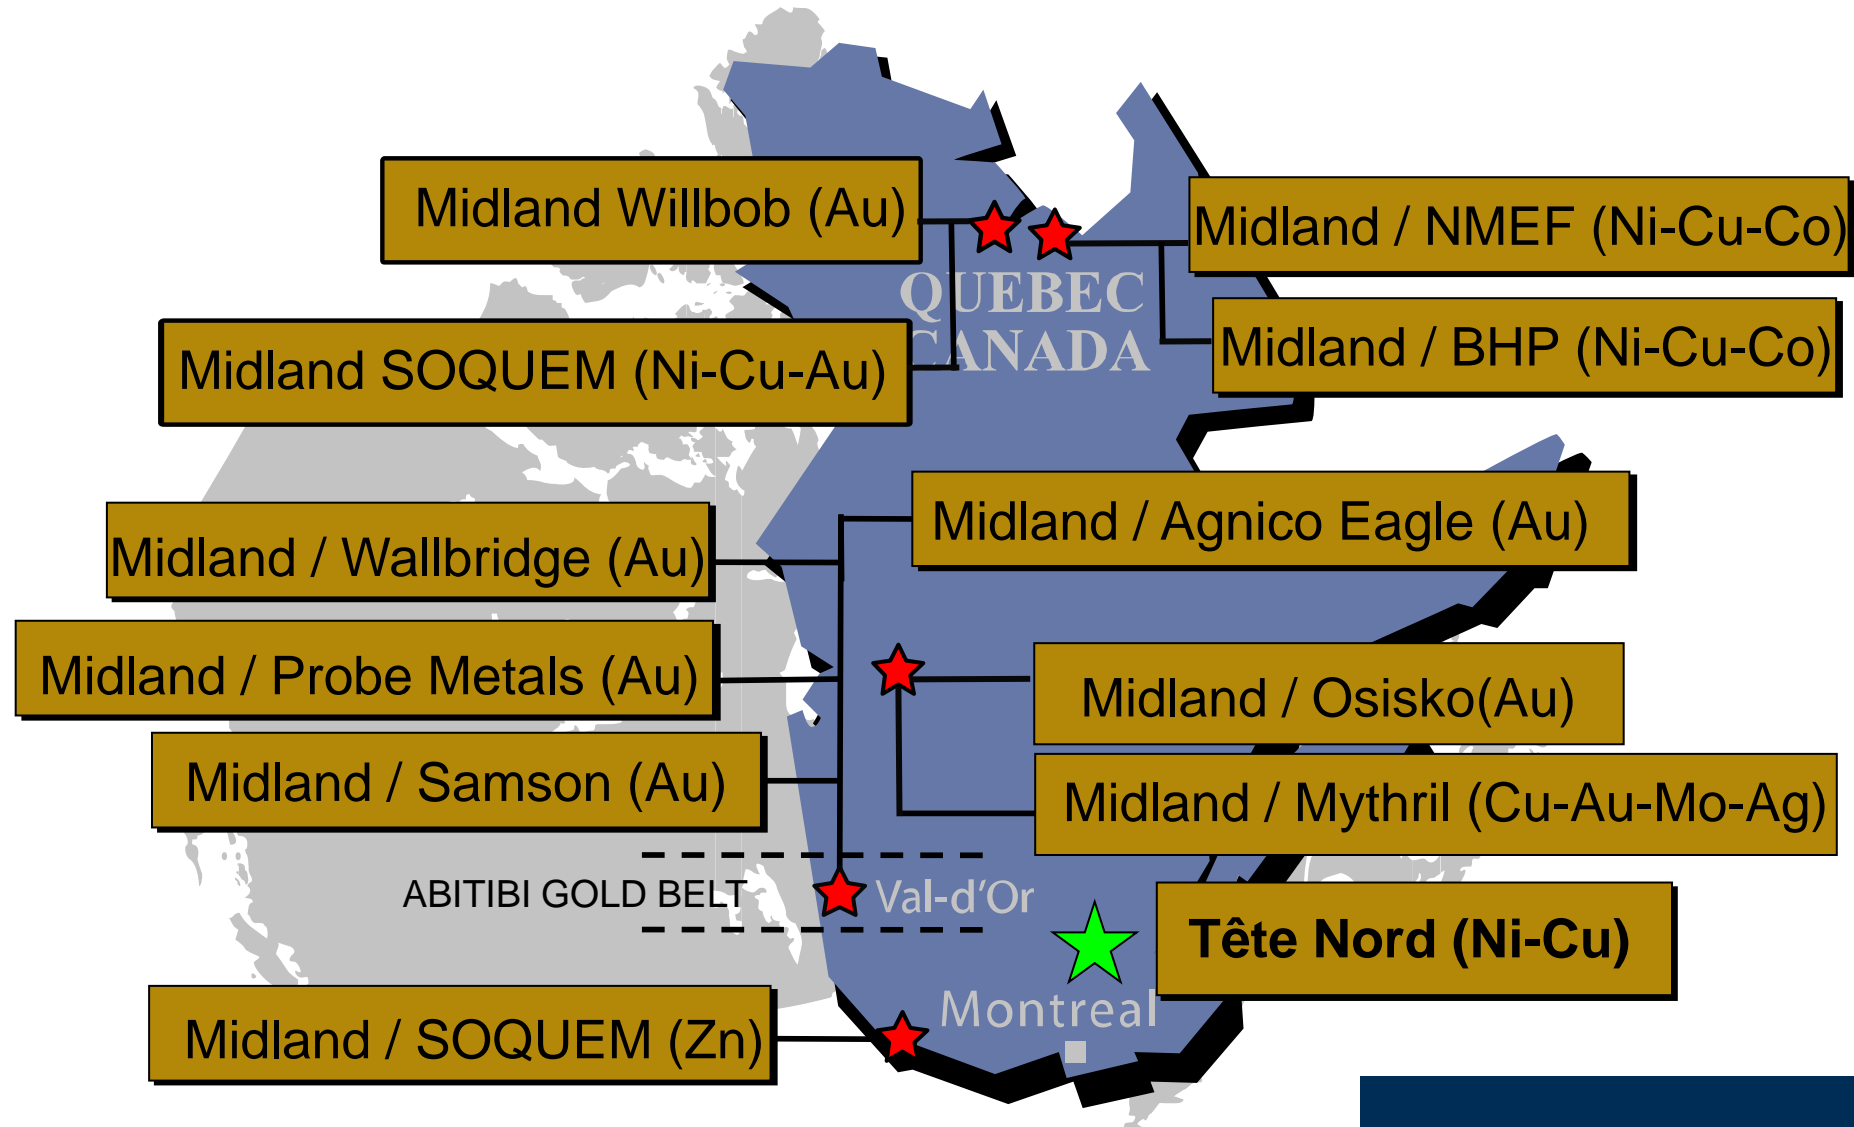 Midland Willbob (Au)
Midland / NMEF (Ni-Cu-Co)
QUEBEC
CANADA
Midland SOQUEM (Ni-Cu-Au)
Midland / BHP (Ni-Cu-Co)
Midland / Agnico Eagle (Au)
Midland / Wallbridge (Au)
Midland / Probe Metals (Au)
Midland / Osisko(Au)
Midland / Samson (Au)
Midland / Mythril (Cu-Au-Mo-Ag)
ABITIBI GOLD BELT
Val-d'Or
Tête Nord (Ni-Cu)
Montreal
Midland / SOQUEM (Zn)